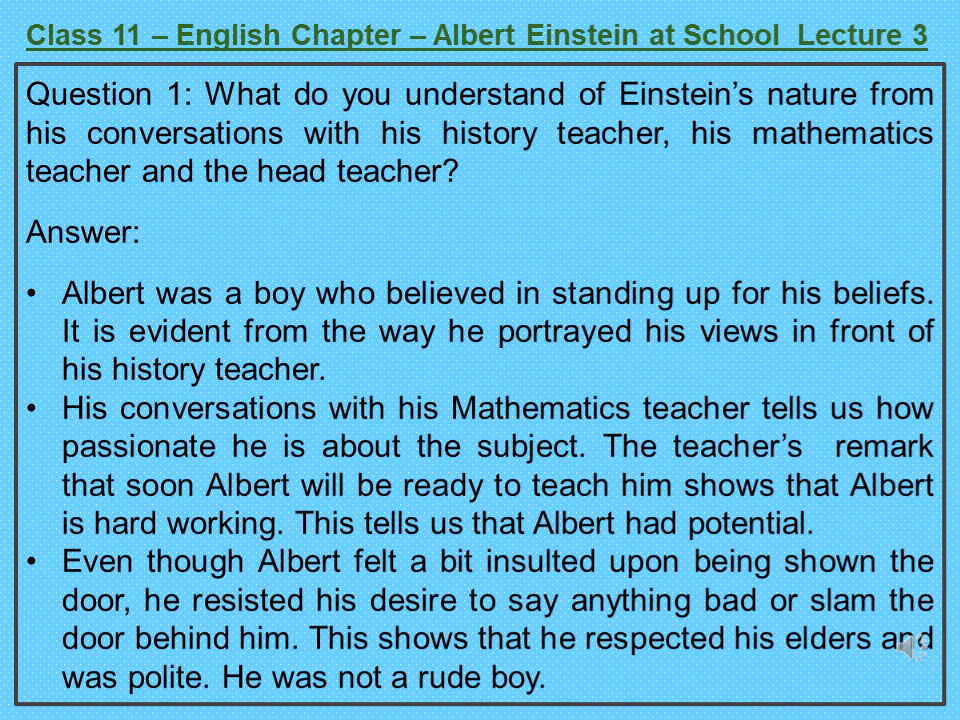 Class 11 – English Chapter – Albert Einstein at School  Lecture 3
Question 1: What do you understand of Einstein’s nature from
his conversations with his history teacher, his mathematics
teacher and the head teacher?
Answer:
• Albert was a boy who believed in standing up for his beliefs.
It is evident from the way he portrayed his views in front of
his history teacher.
• His conversations with his Mathematics teacher tells us how
passionate he is about the subject. The teacher’s  remark
that soon Albert will be ready to teach him shows that Albert
is hard working. This tells us that Albert had potential.
• Even though Albert felt a bit insulted upon being shown the
door, he resisted his desire to say anything bad or slam the
door behind him. This shows that he respected his elders and
was polite. He was not a rude boy.